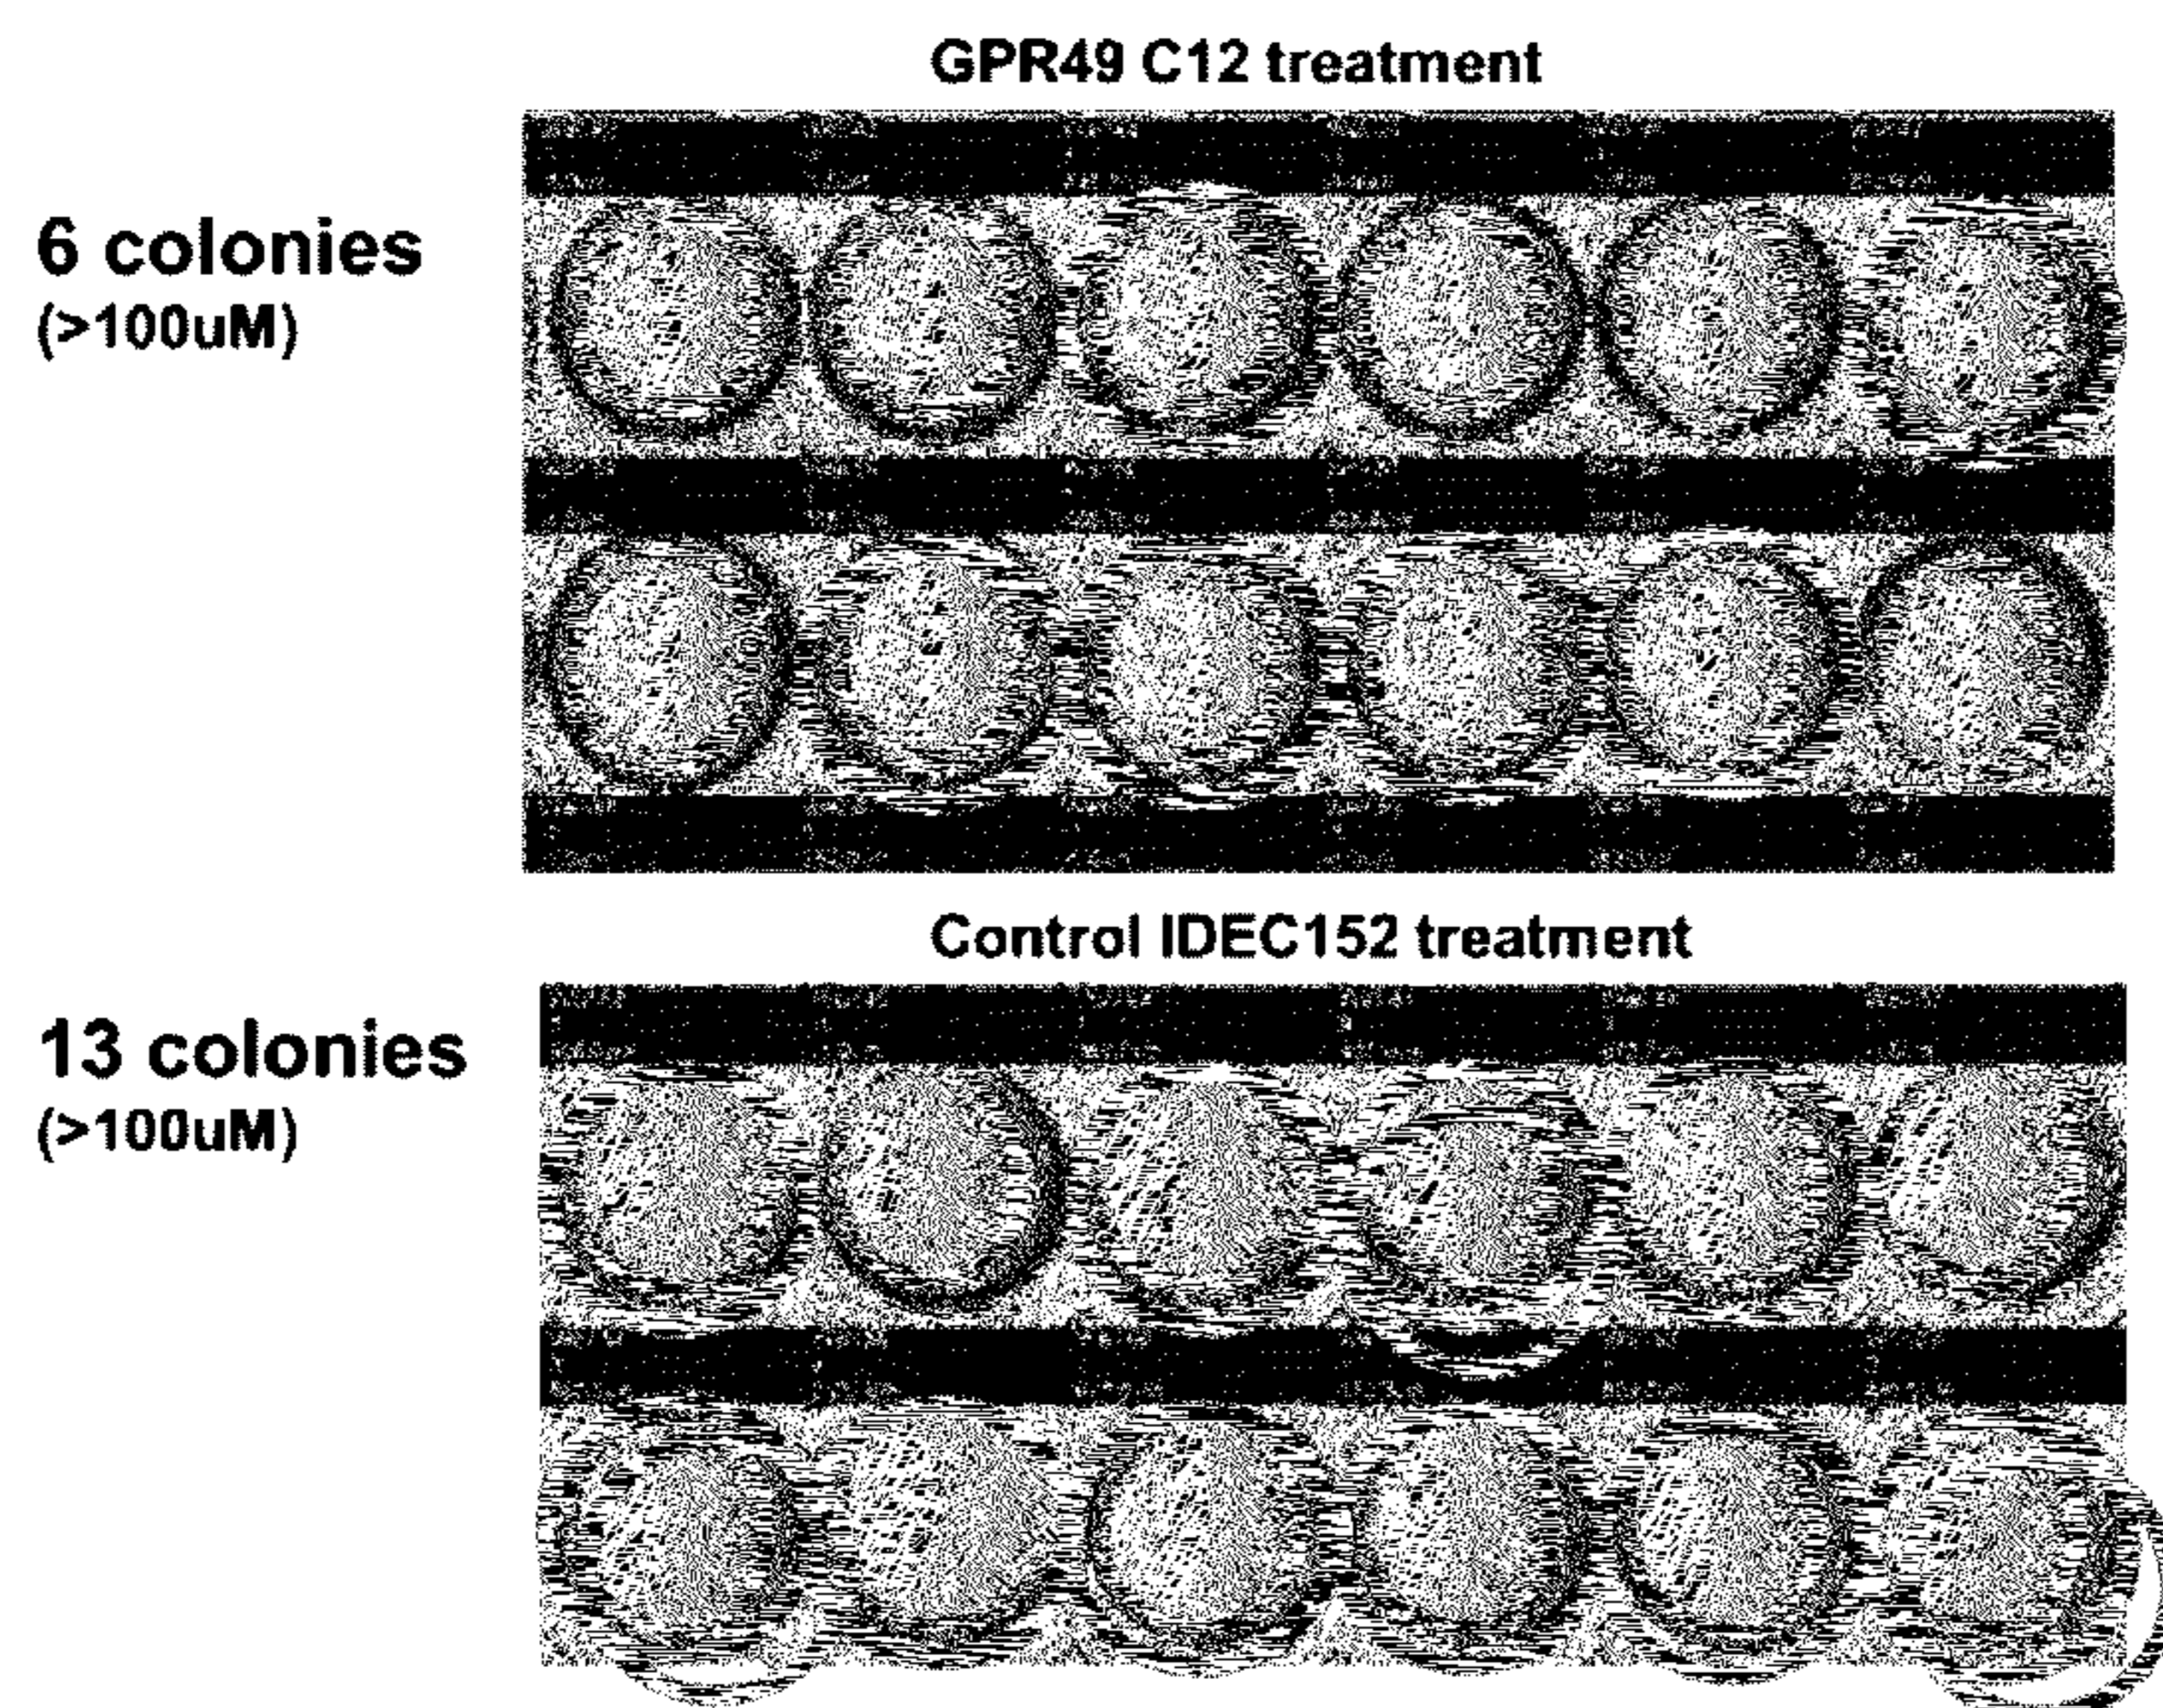 GPR49 C12 treatment
6 colonies
(>100uM)
Control IDEC152 treatment
13 colonies
(>100uM)